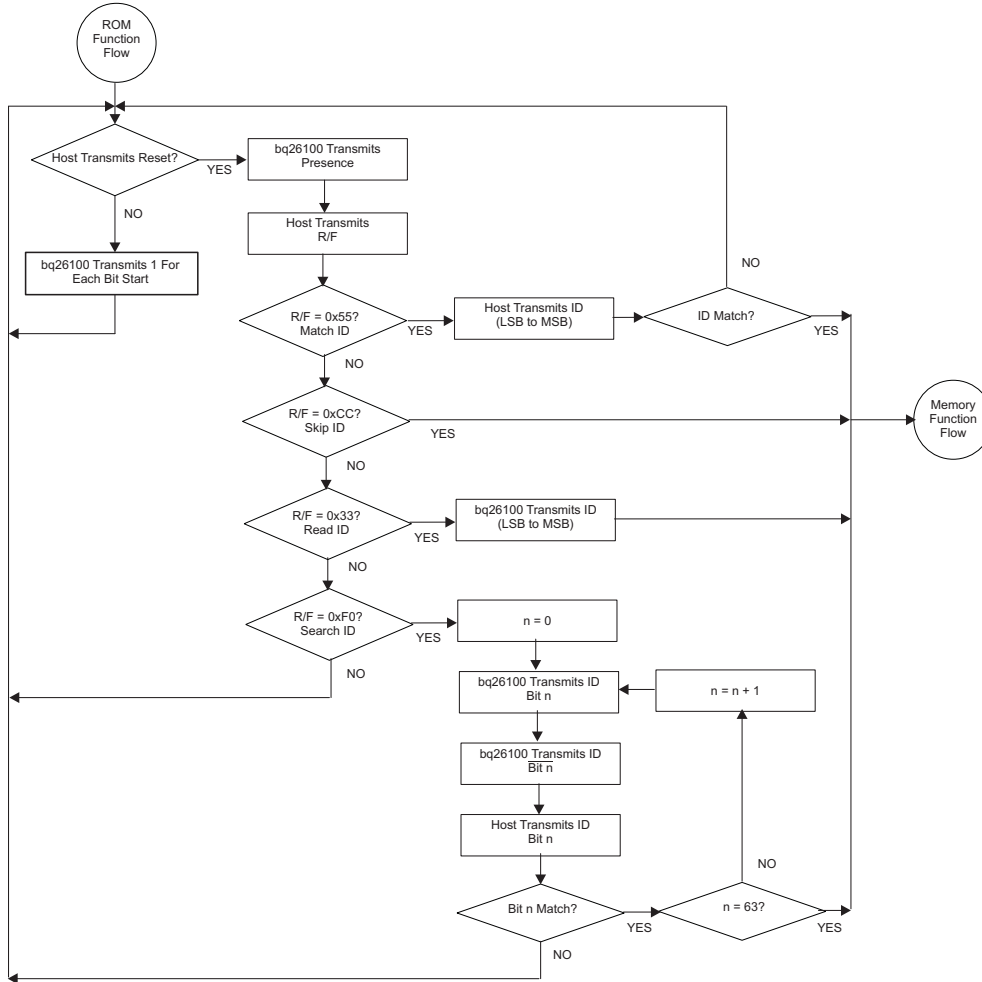 ROM
Function
Flow
Host Transmits Reset?
YES
bq26100 Transmits
Presence
NO
Host Transmits
R/F
bq26100 Transmits 1 For
Each Bit Start
R/F = 0x55?
Match ID
YES
Host Transmits ID
(LSB to MSB)
ID Match?
NO
YES
NO
R/F = 0xCC?
Skip ID
YES
Memory
Function
Flow
NO
R/F = 0x33?
Read ID
YES
bq26100 Transmits ID
(LSB to MSB)
NO
R/F = 0xF0?
Search ID
YES
n = 0
NO
bq26100 Transmits ID
Bit n
n = n + 1
bq26100 Transmits ID
Bit n
Host Transmits ID
Bit n
NO
Bit n Match?
YES
n = 63?
YES
NO